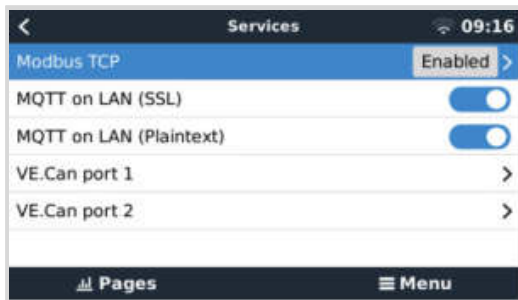 Services 09:16
Modbus TCP Enabled
MQTT on LAN (SSL)
MQTT on LAN (Plaintext)
VE.Can port 1
VE.Can port 2
Pages Menu